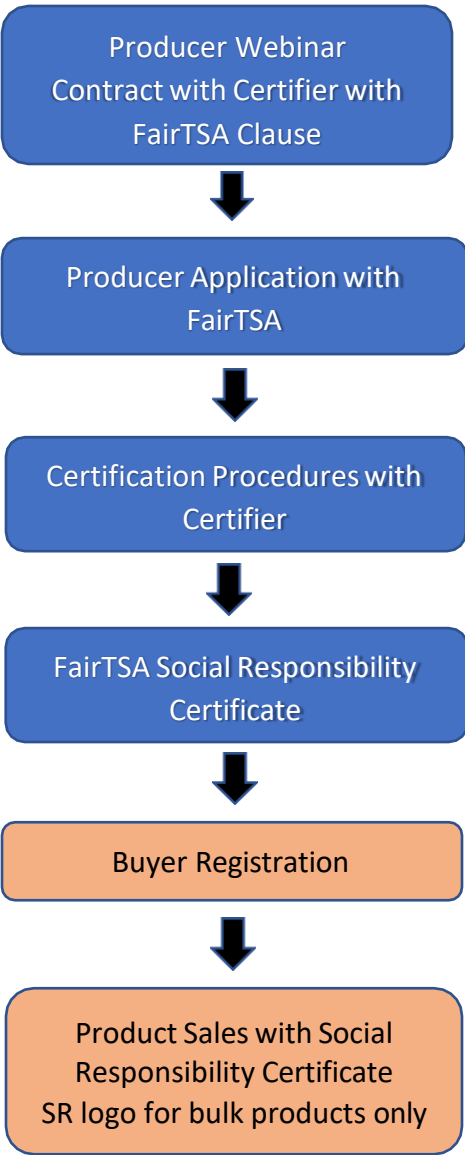 Producer Webinar
Contract with Certifier with
FairTSA Clause
Producer Application with
FairTSA
Certification Procedures with
Certifier
FairTSA Social Responsibility
Certificate
Buyer Registration
Product Sales with Social
Responsibility Certificate
SR logo for bulk products only